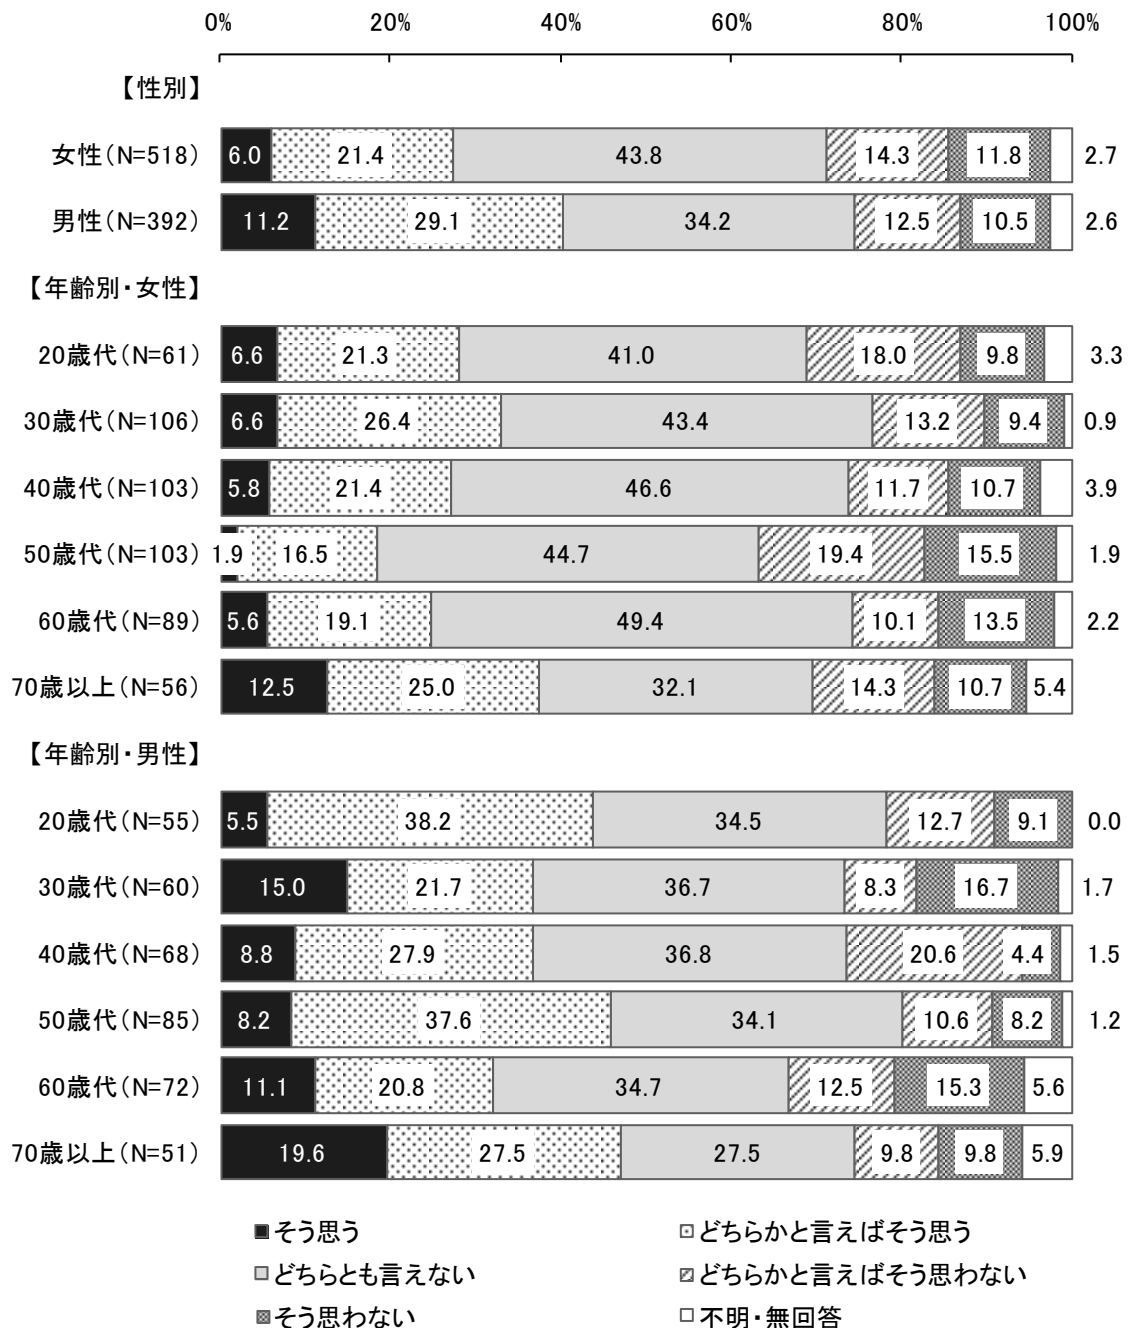 0% 20% 40% 60% 80% 100%
【性別】
女性(N=518) 6.0 21.4 43.8 14.3 11.8 2.7
男性(N=392) 11.2 29.1 34.2 12.5 10.5 2.6
【年齢別・女性】
20歳代(N=61) 6.6 21.3 41.0 18.0 9.8 3.3
30歳代(N=106) 6.6 26.4 43.4 13.2 9.4 0.9
40歳代(N=103) 5.8 21.4 46.6 11.7 10.7 3.9
50歳代(N=103) 1.9 16.5 44.7 19.4 15.5 1.9
60歳代(N=89) 5.6 19.1 49.4 10.1 13.5 2.2
70歳以上(N=56) 12.5 25.0 32.1 14.3 10.7 5.4
【年齢別・男性】
20歳代(N=55) 5.5 38.2 34.5 12.7 9.1 0.0
30歳代(N=60) 15.0 21.7 36.7 8.3 16.7 1.7
40歳代(N=68) 8.8 27.9 36.8 20.6 4.4 1.5
50歳代(N=85) 8.2 37.6 34.1 10.6 8.2 1.2
60歳代(N=72) 11.1 20.8 34.7 12.5 15.3 5.6
70歳以上(N=51) 19.6 27.5 27.5 9.8 9.8 5.9
そう思う どちらかと言えばそう思う
どちらとも言えない どちらかと言えばそう思わない
そう思わない 不明・無回答